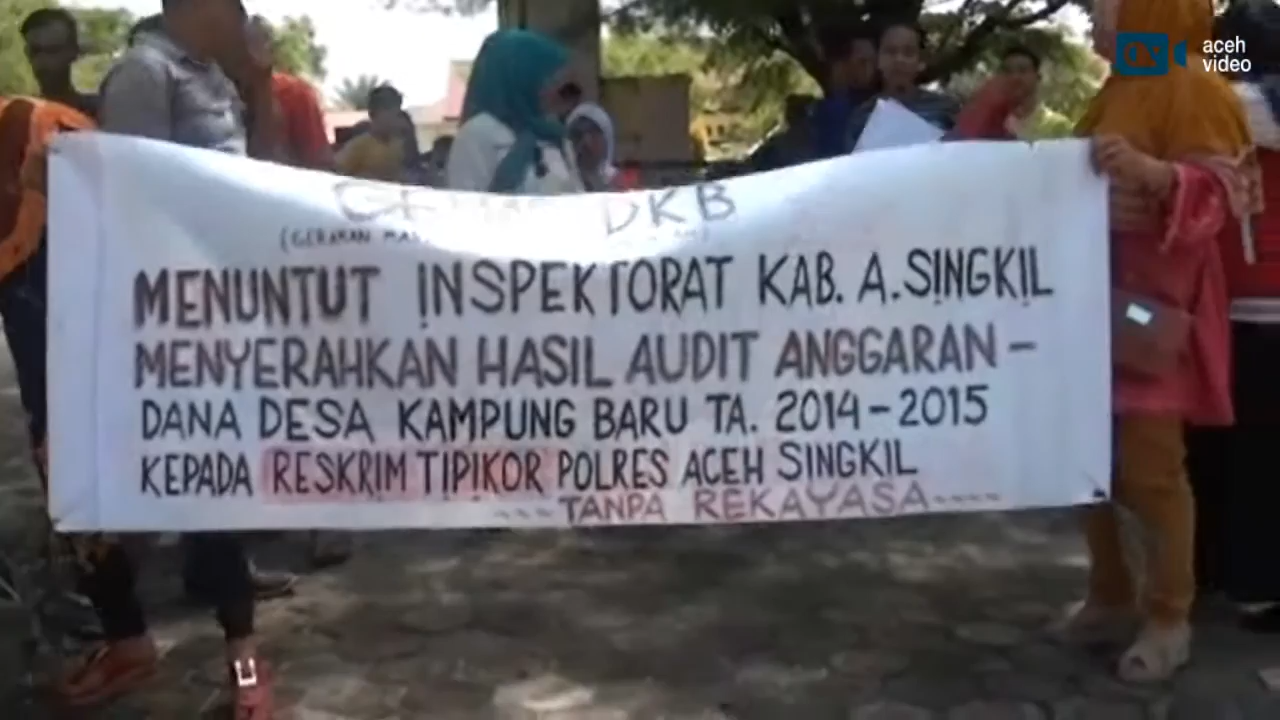 aceh
video
DKB
(GERAKAN
MENUNTUT INSPEKTORAT KAB. A. SINGKIL
MENYERAHKAN HASIL AUDIT ANGGARAN -
DANA DESA KAMPUNG BARU TA. 2014 - 2015
KEPADA RESKRIM TIPIKOR POLRES ACEH SINGKIL
---TANPA REKAYASA----